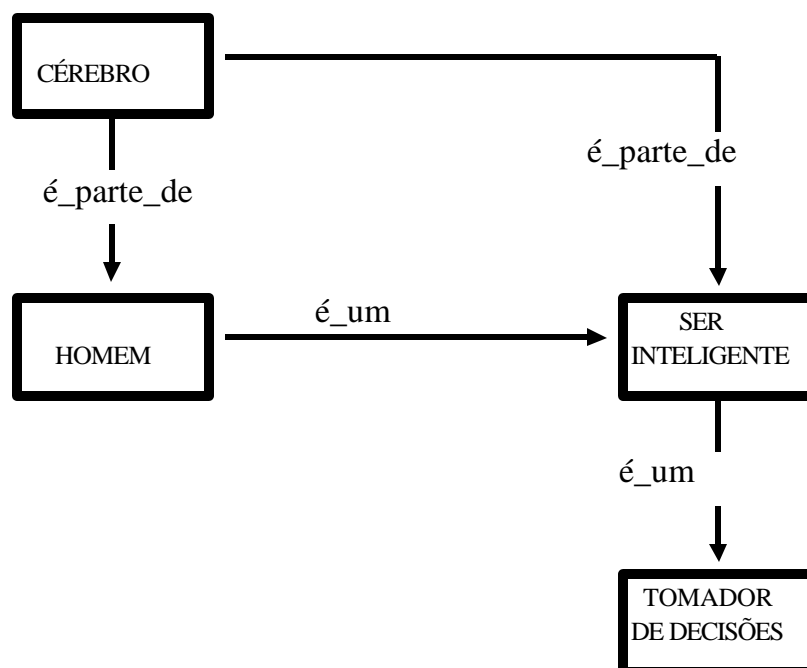 CÉREBRO
é_parte_de
é_parte_de
é_um
HOMEM
SER
INTELIGENTE
é_um
TOMADOR
DE DECISÕES